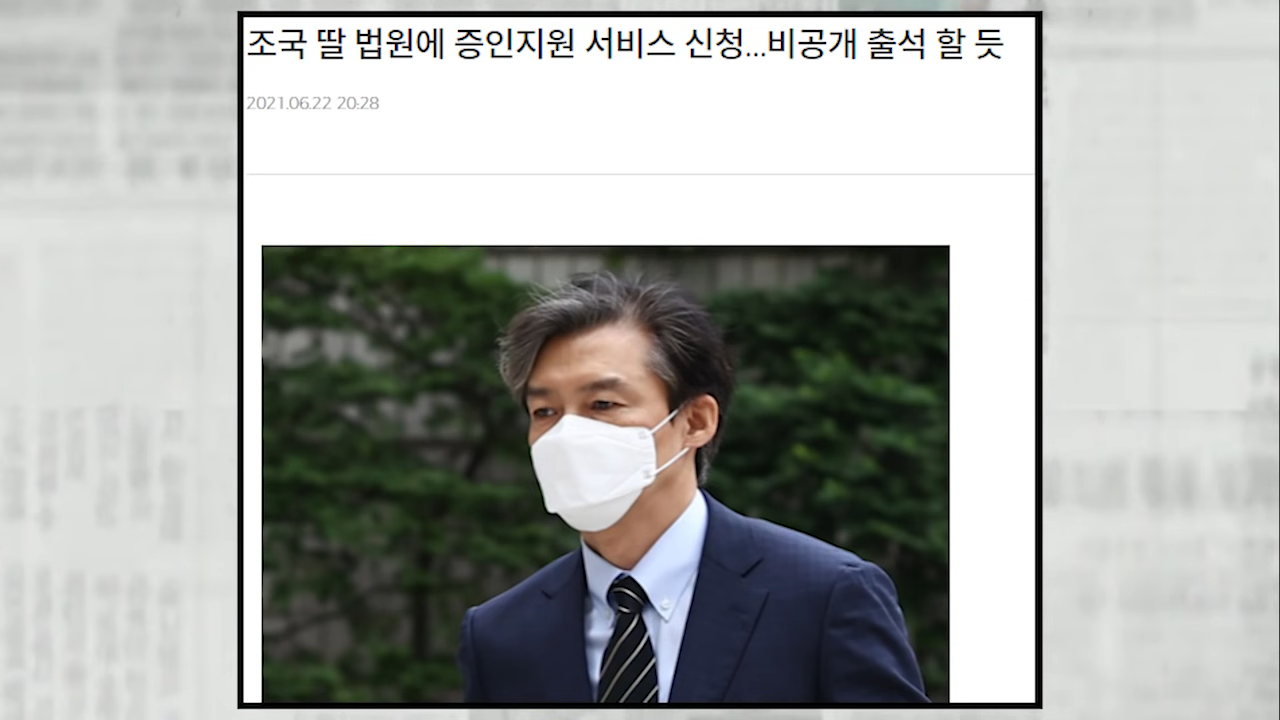 조국 딸 법원에 증인지원 서비스 신청...비공개 출석 할 듯
2021.06.22 20:28